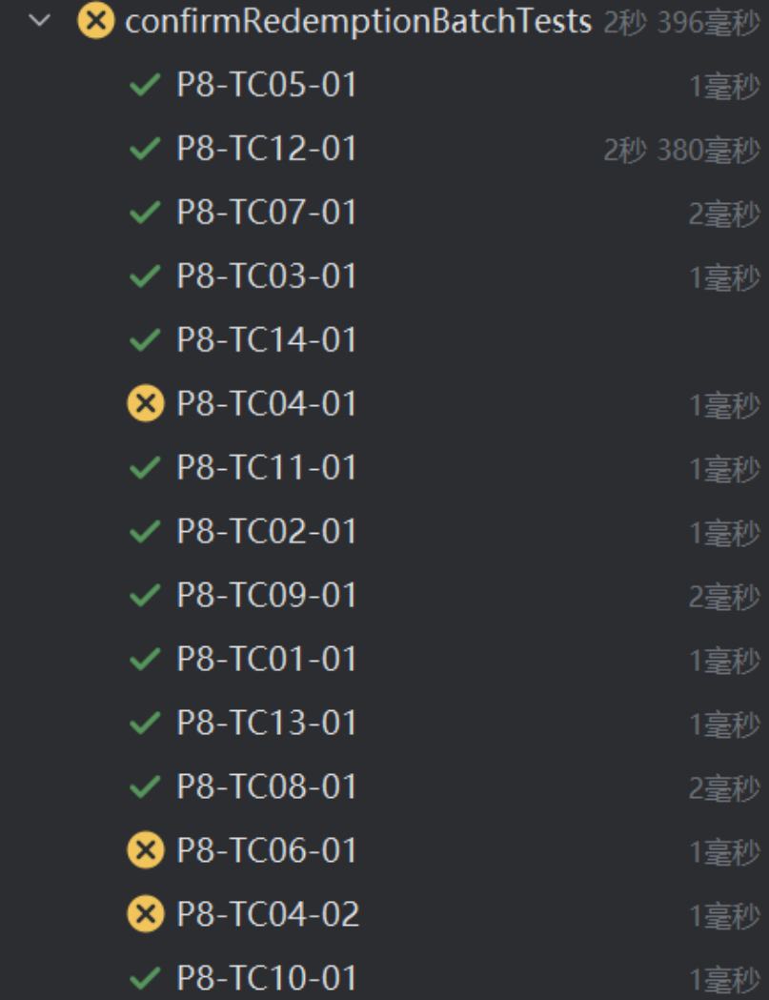 confirmRedemptionBatchTests 2秒 396毫秒
P8-TC05-01 1毫秒
P8-TC12-01 2秒 380毫秒
P8-TC07-01 2毫秒
P8-TC03-01 1毫秒
P8-TC14-01
P8-TC04-01 1毫秒
P8-TC11-01 1毫秒
P8-TC02-01 1毫秒
P8-TC09-01 2毫秒
P8-TC01-01 1毫秒
P8-TC13-01 1毫秒
P8-TC08-01 2毫秒
P8-TC06-01 1毫秒
P8-TC04-02 1毫秒
P8-TC10-01 1毫秒